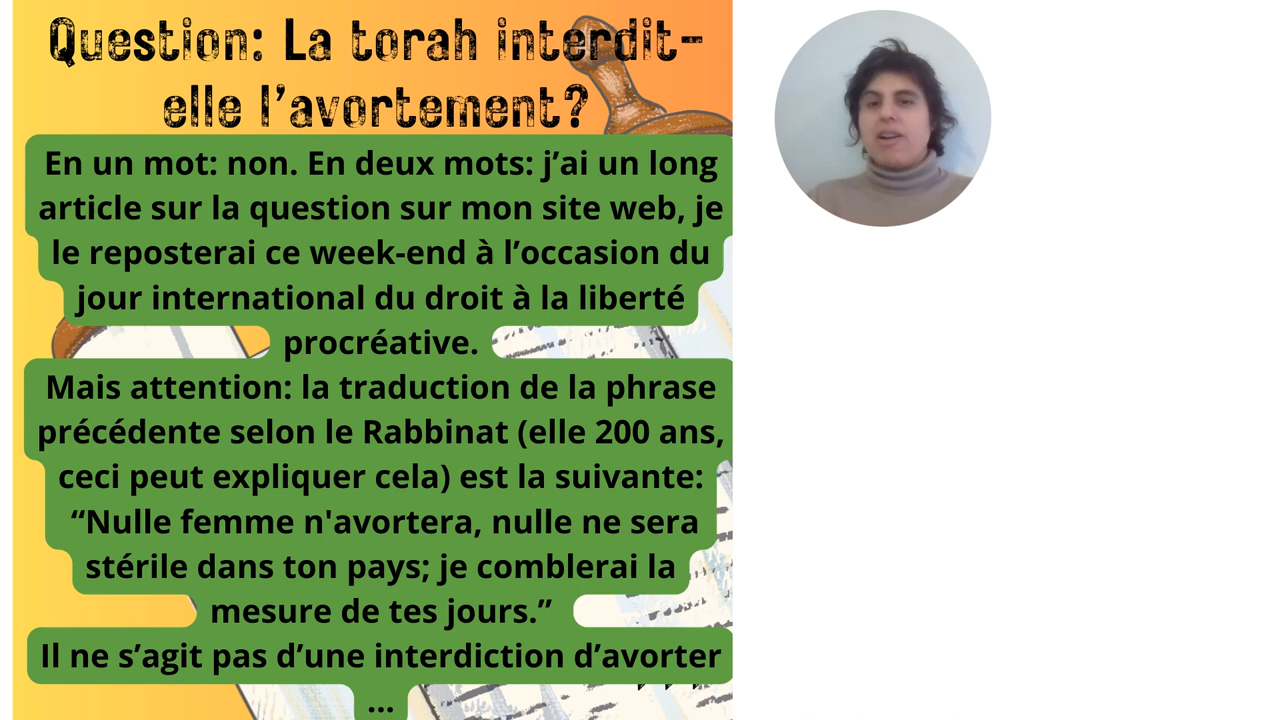 Question: La torah interdit-
elle l'avortement?
En un mot: non. En deux mots: j'ai un long
article sur la question sur mon site web, je
le reposterai ce week-end à l'occasion du
jour international du droit à la liberté
procréative.
Mais attention: la traduction de la phrase
précédente selon le Rabbinat (elle 200 ans,
ceci peut expliquer cela) est la suivante:
“Nulle femme n'avortera, nulle ne sera
stérile dans ton pays; je comblerai la
mesure de tes jours.”
Il ne s’agit pas d’une interdiction d’avorter
...